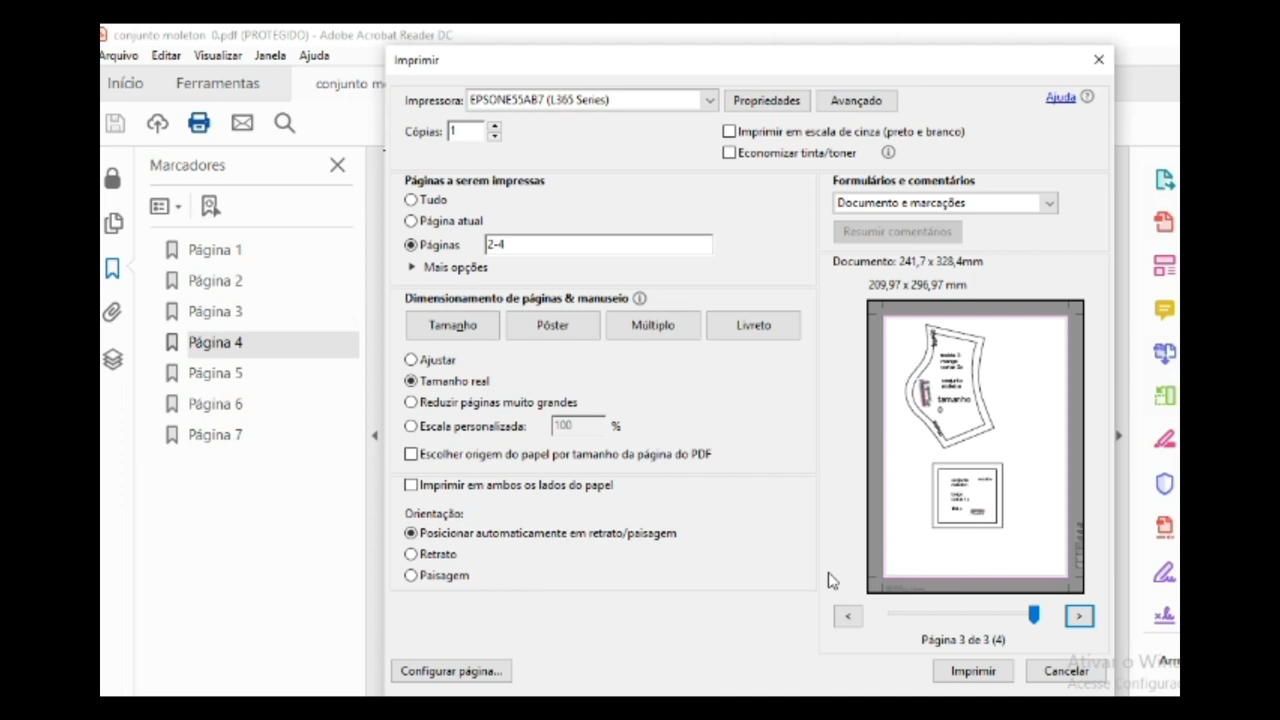 conjunto moleton 0.pdf (PROTEGIDO) - Adobe Acrobat Reader DC
Arquivo Editar Visualizar Janela Ajuda
Início Ferramentas conjunto m
Imprimir
Impressora: EPSONE55AB7 (L365 Series) Propriedades Avançado Ajuda
Cópias: 1
Imprimir em escala de cinza (preto e branco)
Economizar tinta/toner
Marcadores
Página 1
Página 2
Página 3
Página 4
Página 5
Página 6
Página 7
Páginas a serem impressas
Tudo
Página atual
Páginas 2-4
Mais opções
Dimensionamento de páginas & manuseio
Tamanho Pôster Múltiplo Livreto
Ajustar
Tamanho real
Reduzir páginas muito grandes
Escala personalizada: 100 %
Escolher origem do papel por tamanho da página do PDF
Imprimir em ambos os lados do papel
Orientação:
Posicionar automaticamente em retrato/paisagem
Retrato
Paisagem
Formulários e comentários
Documento e marcações
Resumir comentários
Documento: 241,7 x 328,4mm
209,97 x 296,97 mm
tamanho
0
< >
Página 3 de 3 (4)
Configurar página... Imprimir Cancelar
Ativar o Win
Acesse Configura